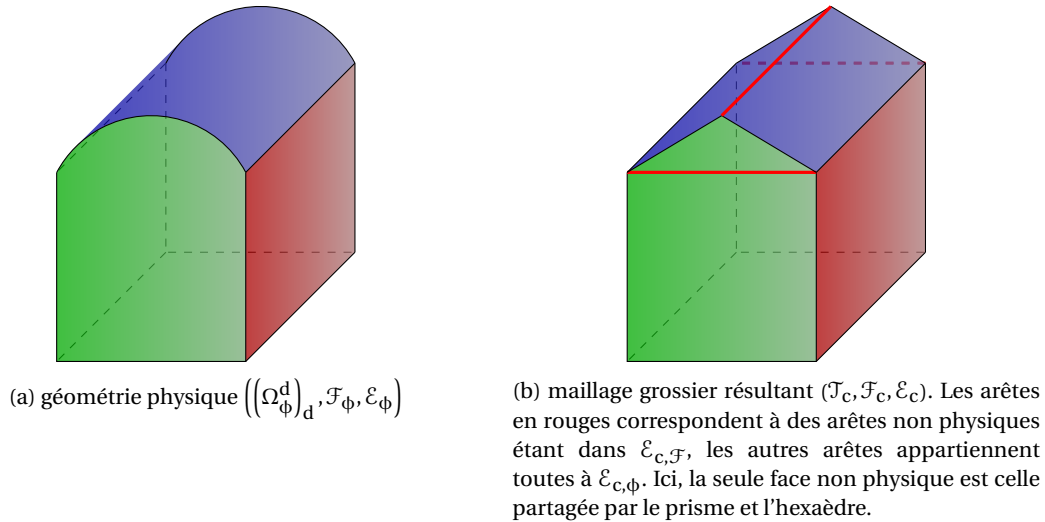 (a) géométrie physique ((Ω_ϕ^d)_d, ℱ_ϕ, ℰ_ϕ)
(b) maillage grossier résultant (𝒯_c, ℱ_c, ℰ_c). Les arêtes
en rouges correspondent à des arêtes non physiques
étant dans ℰ_c,ℱ, les autres arêtes appartiennent
toutes à ℰ_c,ϕ. Ici, la seule face non physique est celle
partagée par le prisme et l'hexaèdre.